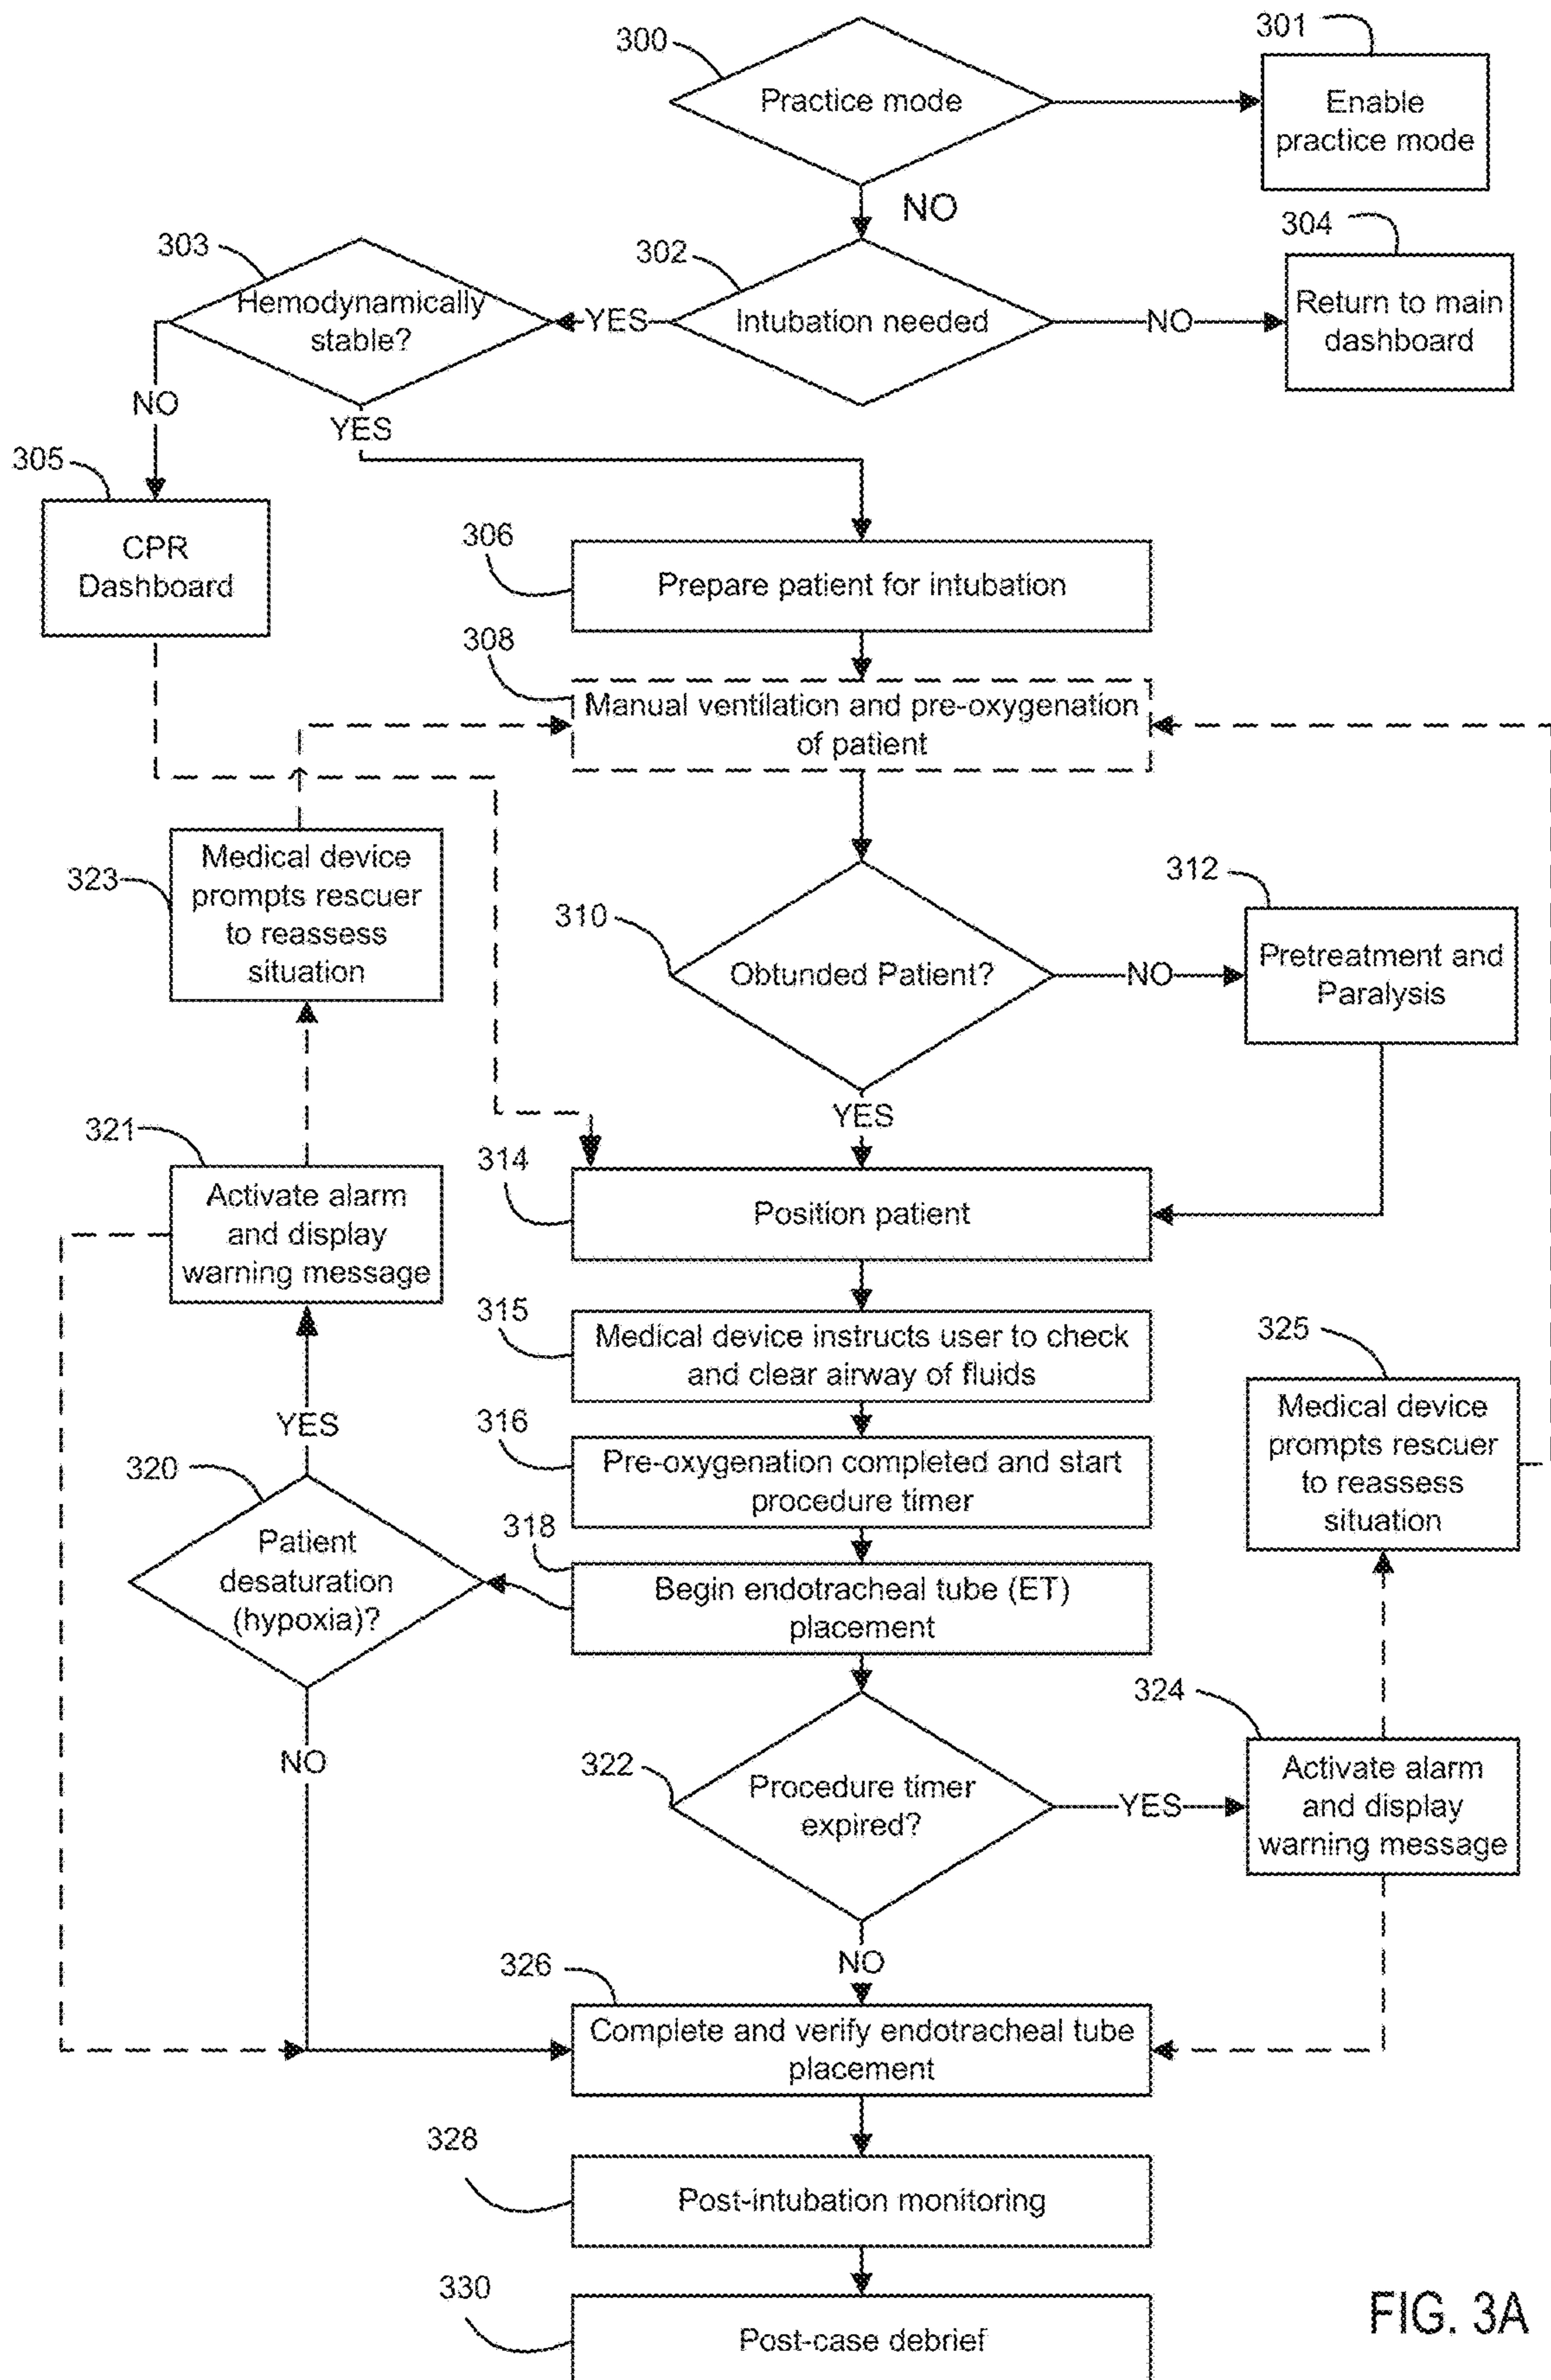 300
Practice mode
301
Enable
practice mode
NO
303
Hemodynamically
stable?
YES
302
Intubation needed
NO
304
Return to main
dashboard
NO
YES
305
CPR
Dashboard
306
Prepare patient for intubation
308
Manual ventilation and pre-oxygenation
of patient
323
Medical device
prompts rescuer
to reassess
situation
310
Obtunded Patient?
NO
312
Pretreatment and
Paralysis
YES
321
Activate alarm
and display
warning message
314
Position patient
315
Medical device instructs user to check
and clear airway of fluids
325
Medical device
prompts rescuer
to reassess
situation
YES
316
Pre-oxygenation completed and start
procedure timer
320
Patient
desaturation
(hypoxia)?
318
Begin endotracheal tube (ET)
placement
NO
322
Procedure timer
expired?
YES
324
Activate alarm
and display
warning message
NO
326
Complete and verify endotracheal tube
placement
328
Post-intubation monitoring
330
Post-case debrief
FIG. 3A